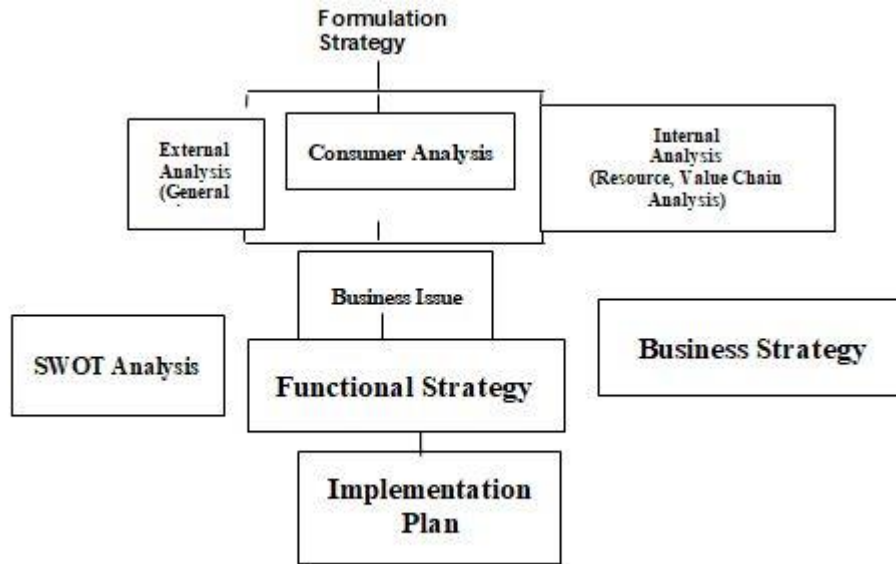 Formulation
Strategy
External
Analysis
(General
Consumer Analysis
Internal
Analysis
(Resource, Value Chain
Analysis)
Business Issue
SWOT Analysis
Functional Strategy
Business Strategy
Implementation
Plan